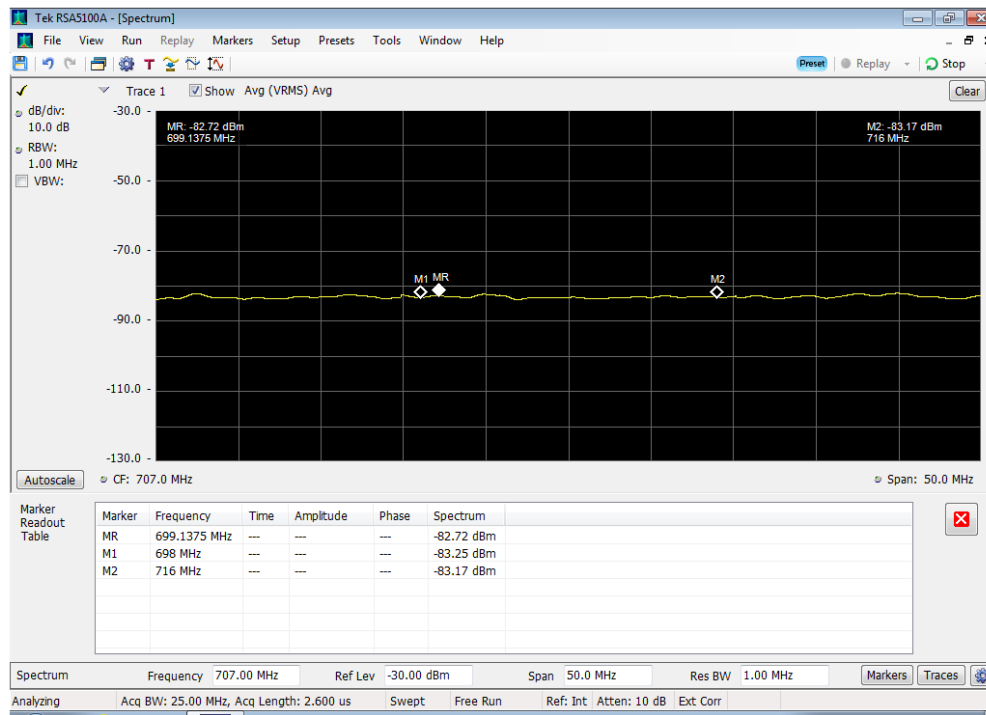 Tek RSA5100A - [Spectrum]
File View Run Replay Markers Setup Presets Tools Window Help
T Preset Replay Stop
Trace 1 Show Avg (VRMS) Avg Clear
dB/div:
10.0 dB
RBW:
1.00 MHz
VBW:
-30.0
-50.0
-70.0
-90.0
-110.0
-130.0
MR: -82.72 dBm
699.1375 MHz
M2: -83.17 dBm
716 MHz
M1 MR M2
Autoscale CF: 707.0 MHz Span: 50.0 MHz
Marker
Readout
Table
Marker Frequency Time Amplitude Phase Spectrum
MR 699.1375 MHz --- --- --- -82.72 dBm
M1 698 MHz --- --- --- -83.25 dBm
M2 716 MHz --- --- --- -83.17 dBm
Spectrum Frequency 707.00 MHz Ref Lev -30.00 dBm Span 50.0 MHz Res BW 1.00 MHz Markers Traces
Analyzing Acq BW: 25.00 MHz, Acq Length: 2.600 us Swept Free Run Ref: Int Atten: 10 dB Ext Corr